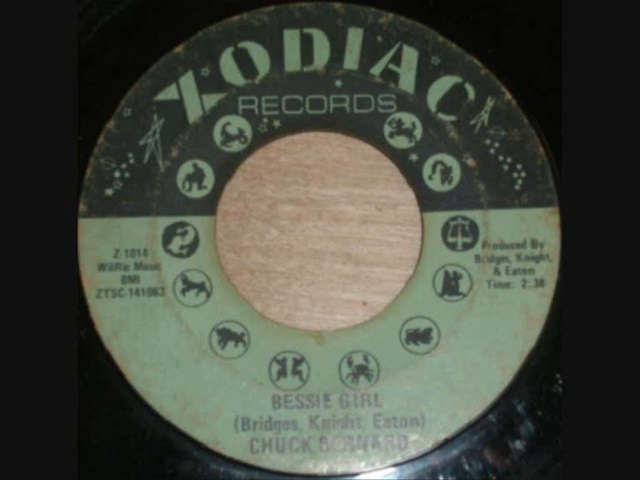 ZODIAC
RECORDS
Z-1014
WilRic Music
BMI
ZTSC-141063
Produced By
Bridges, Knight,
& Eaton
Time: 2:38
BESSIE GIRL
(Bridges, Knight, Eaton)
CHUCK BERNARD